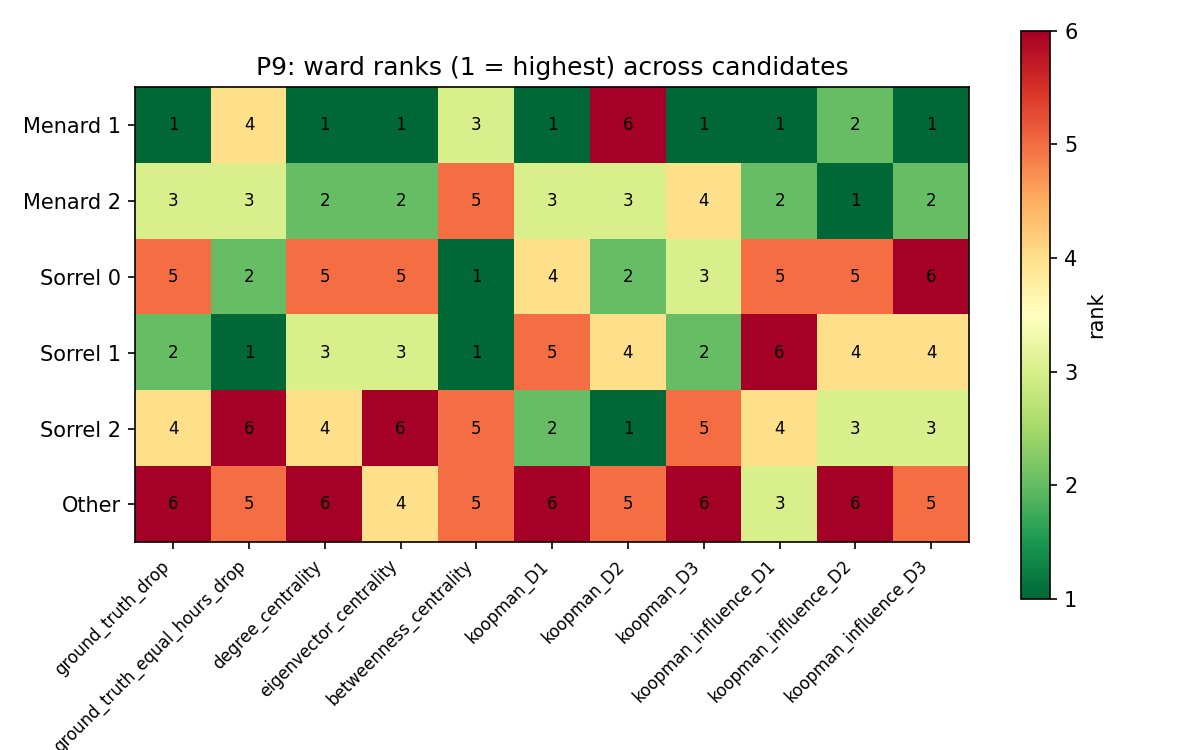 P9: ward ranks (1 = highest) across candidates
Menard 1 1 4 1 1 3 1 6 1 1 2 1
Menard 2 3 3 2 2 5 3 3 4 2 1 2
Sorrel 0 5 2 5 5 1 4 2 3 5 5 6
Sorrel 1 2 1 3 3 1 5 4 2 6 4 4
Sorrel 2 4 6 4 6 5 2 1 5 4 3 3
Other 6 5 6 4 5 6 5 6 3 6 5
ground_truth_drop
ground_truth_equal_hours_drop
degree_centrality
eigenvector_centrality
betweenness_centrality
koopman_D1
koopman_D2
koopman_D3
koopman_influence_D1
koopman_influence_D2
koopman_influence_D3
6
5
4
3
2
1
rank